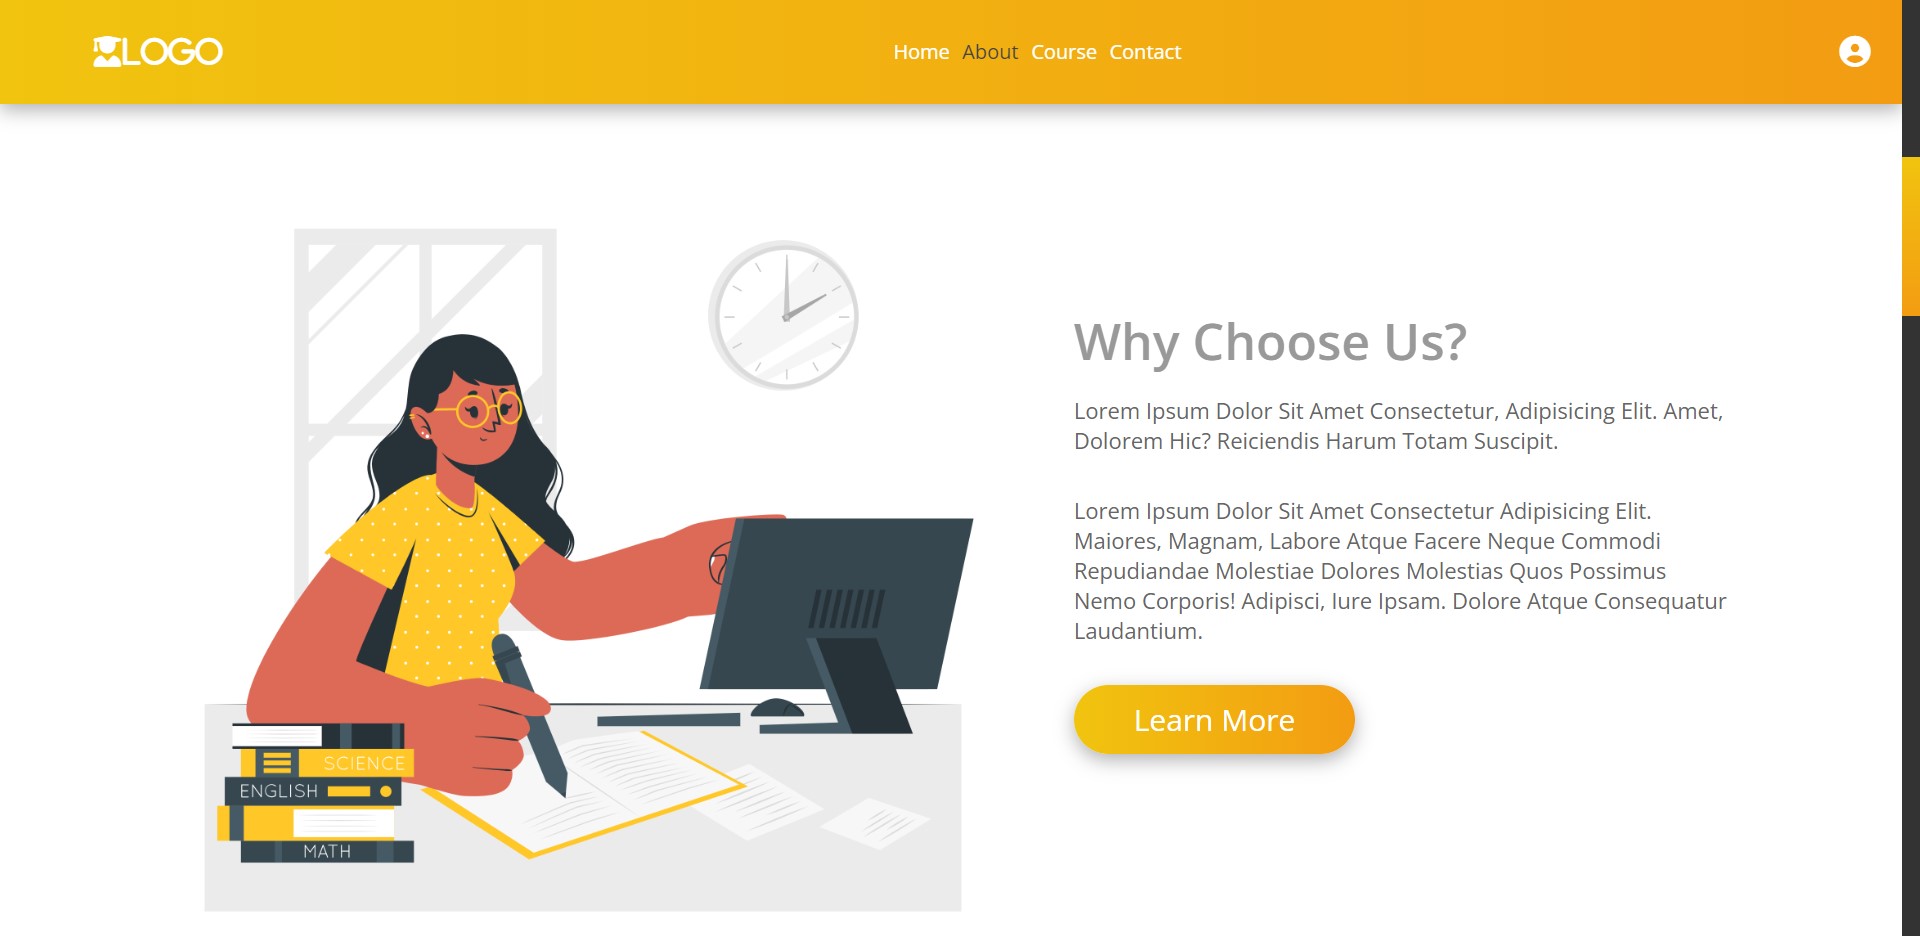 LOGO
Home About Course Contact
Why Choose Us?
Lorem Ipsum Dolor Sit Amet Consectetur, Adipisicing Elit. Amet,
Dolorem Hic? Reiciendis Harum Totam Suscipit.
Lorem Ipsum Dolor Sit Amet Consectetur Adipisicing Elit.
Maiores, Magnam, Labore Atque Facere Neque Commodi
Repudiandae Molestiae Dolores Molestias Quos Possimus
Nemo Corporis! Adipisci, Iure Ipsam. Dolore Atque Consequatur
Laudantium.
Learn More
SCIENCE
ENGLISH
MATH